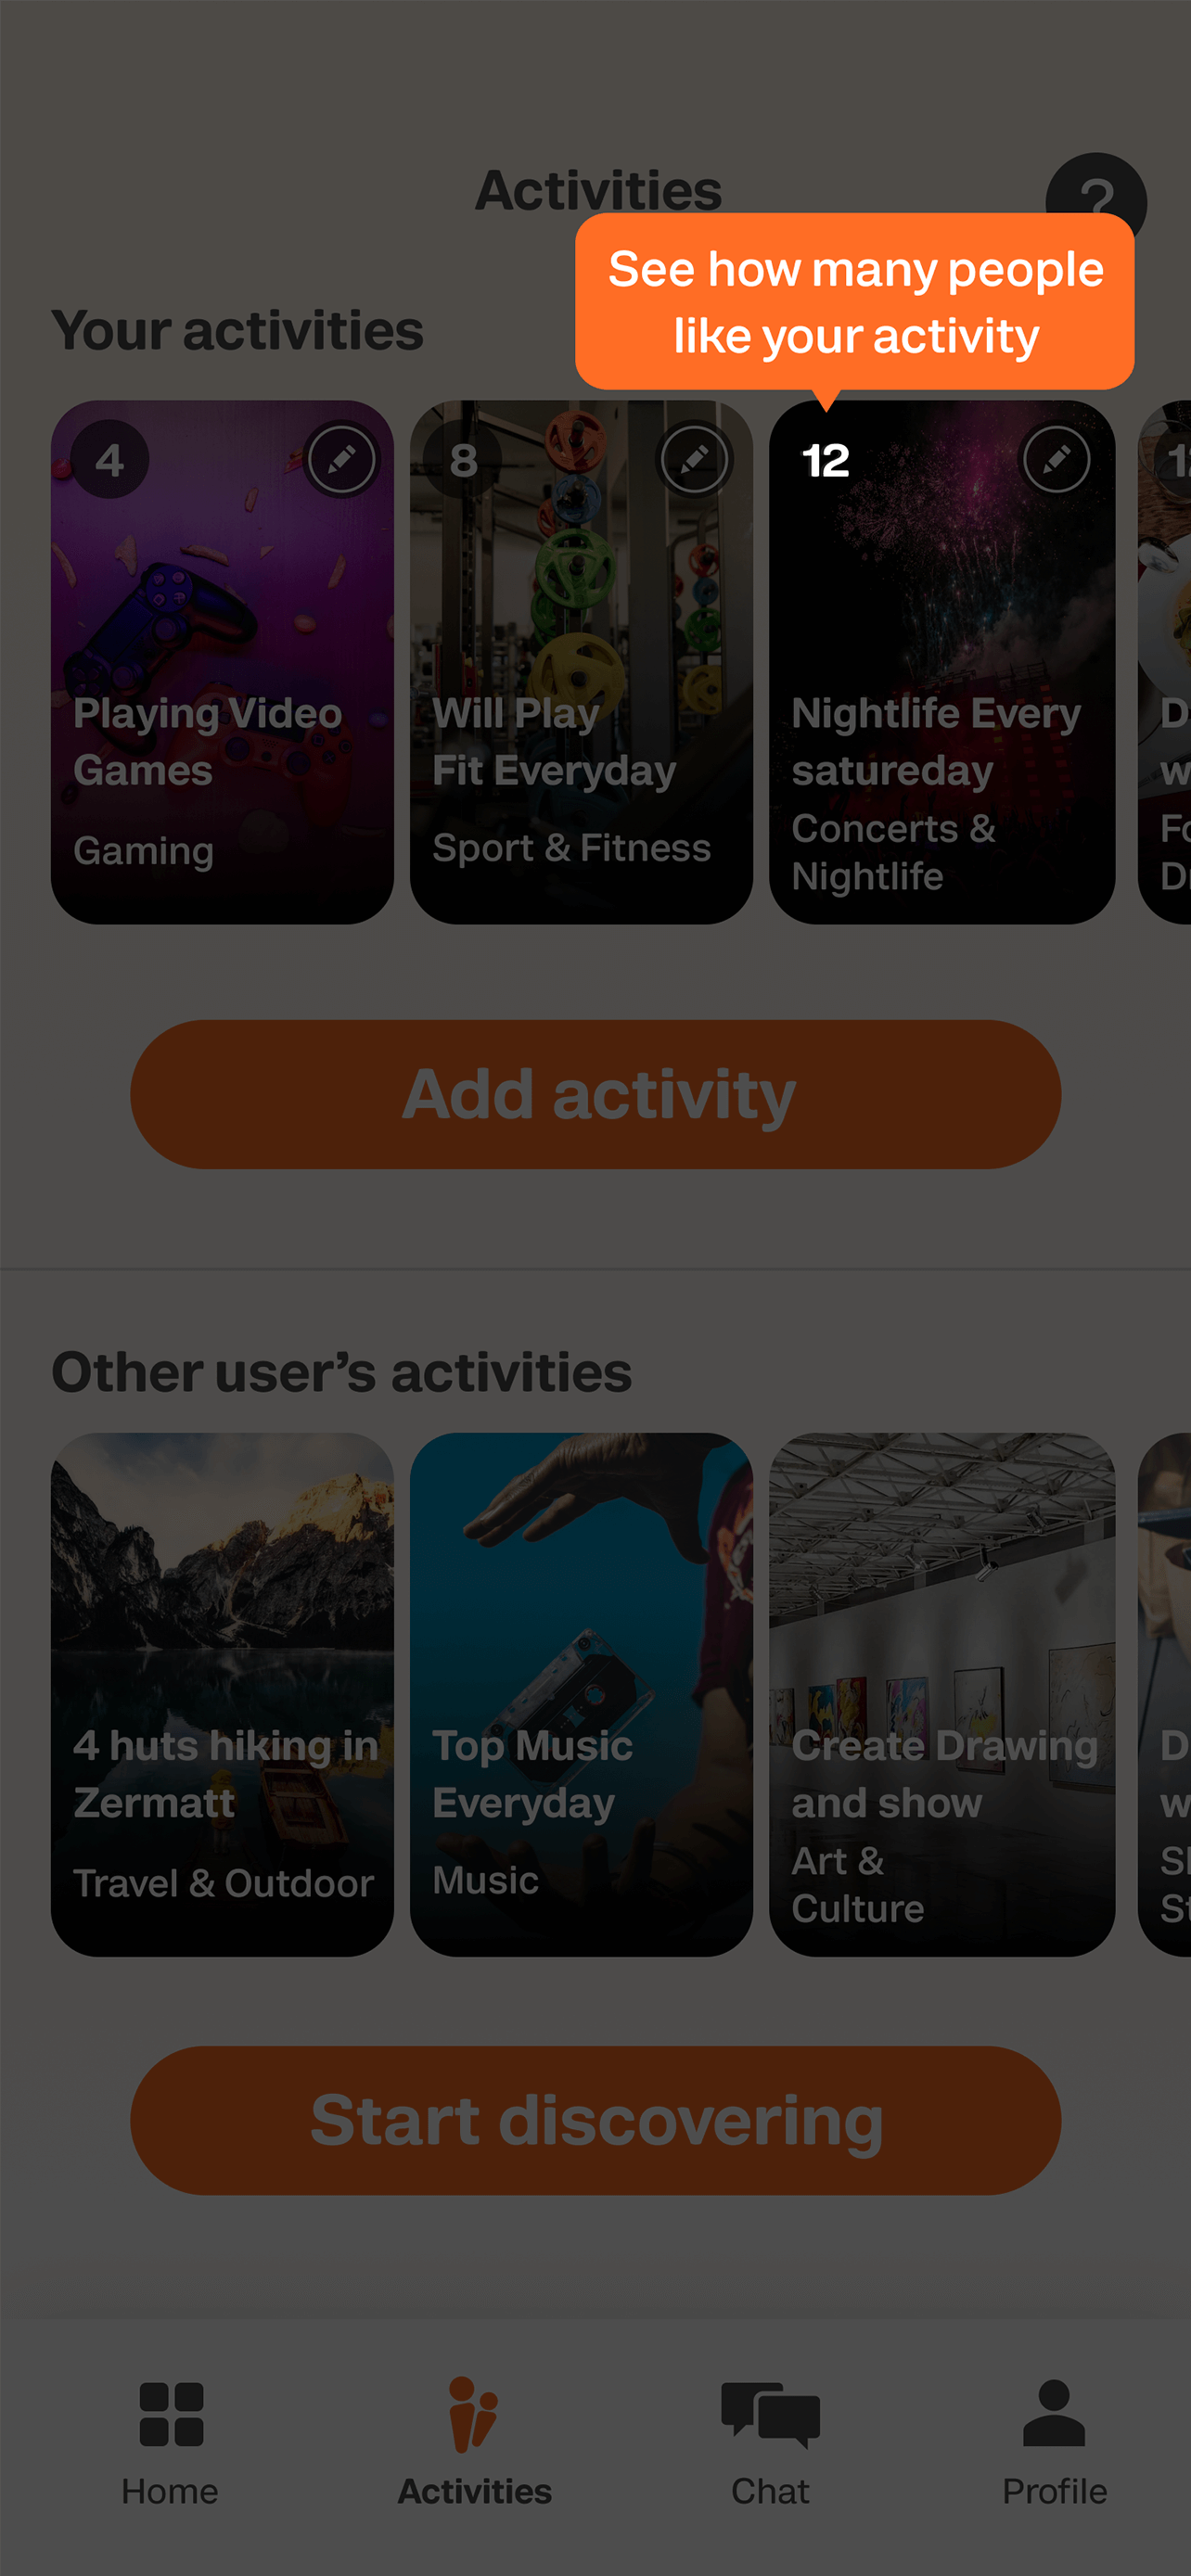 Activities
?
See how many people
like your activity
Your activities
4
8
12
Playing Video
Games
Gaming
Will Play
Fit Everyday
Sport & Fitness
Nightlife Every
satureday
Concerts &
Nightlife
Add activity
Other user’s activities
4 huts hiking in
Zermatt
Travel & Outdoor
Top Music
Everyday
Music
Create Drawing
and show
Art &
Culture
Start discovering
Home
Activities
Chat
Profile